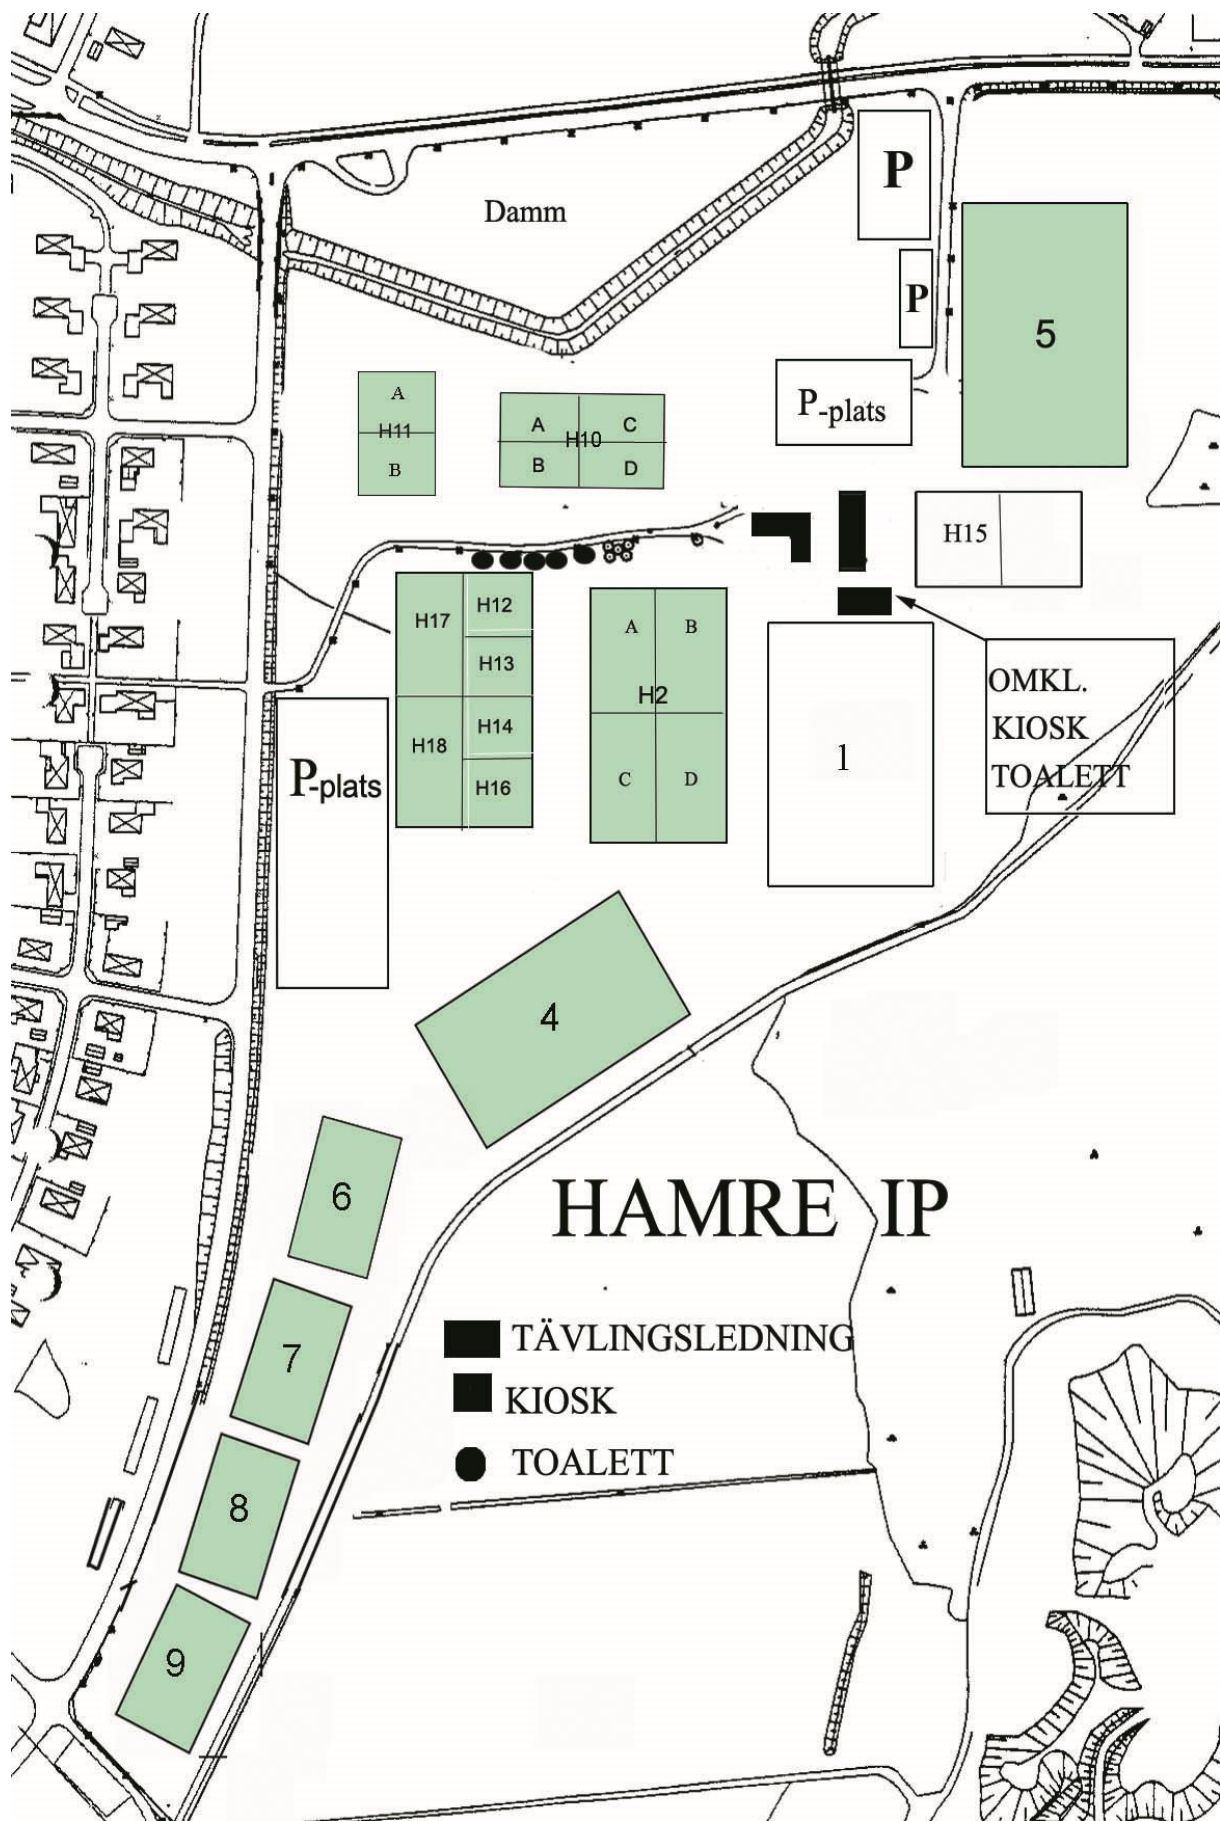 P
Damm
P
5
P-plats
A
H11
B
A
C
H10
B
D
H15
H17
H12
H13
H18
H14
H16
A
B
H2
C
D
1
OMKL.
KIOSK
TOALETT
P-plats
4
6
HAMRE IP
7
TÄVLINGSLEDNING
KIOSK
TOALETT
8
9